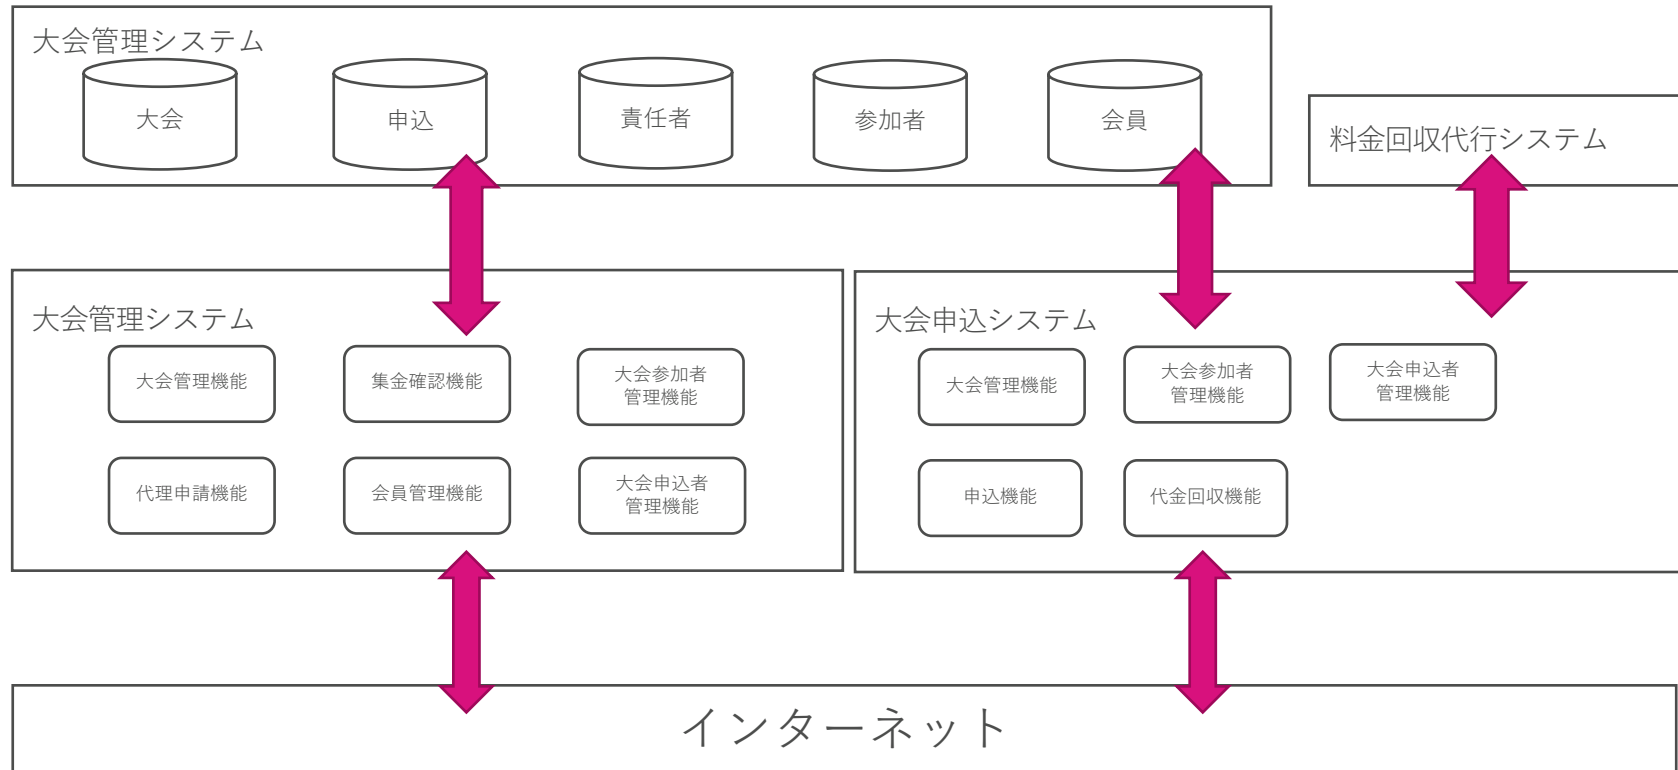 大会管理システム
大会
申込
責任者
参加者
会員
料金回収代行システム
大会管理システム
大会管理機能
集金確認機能
大会参加者
管理機能
代理申請機能
会員管理機能
大会申込者
管理機能
大会申込システム
大会管理機能
大会参加者
管理機能
大会申込者
管理機能
申込機能
代金回収機能
インターネット